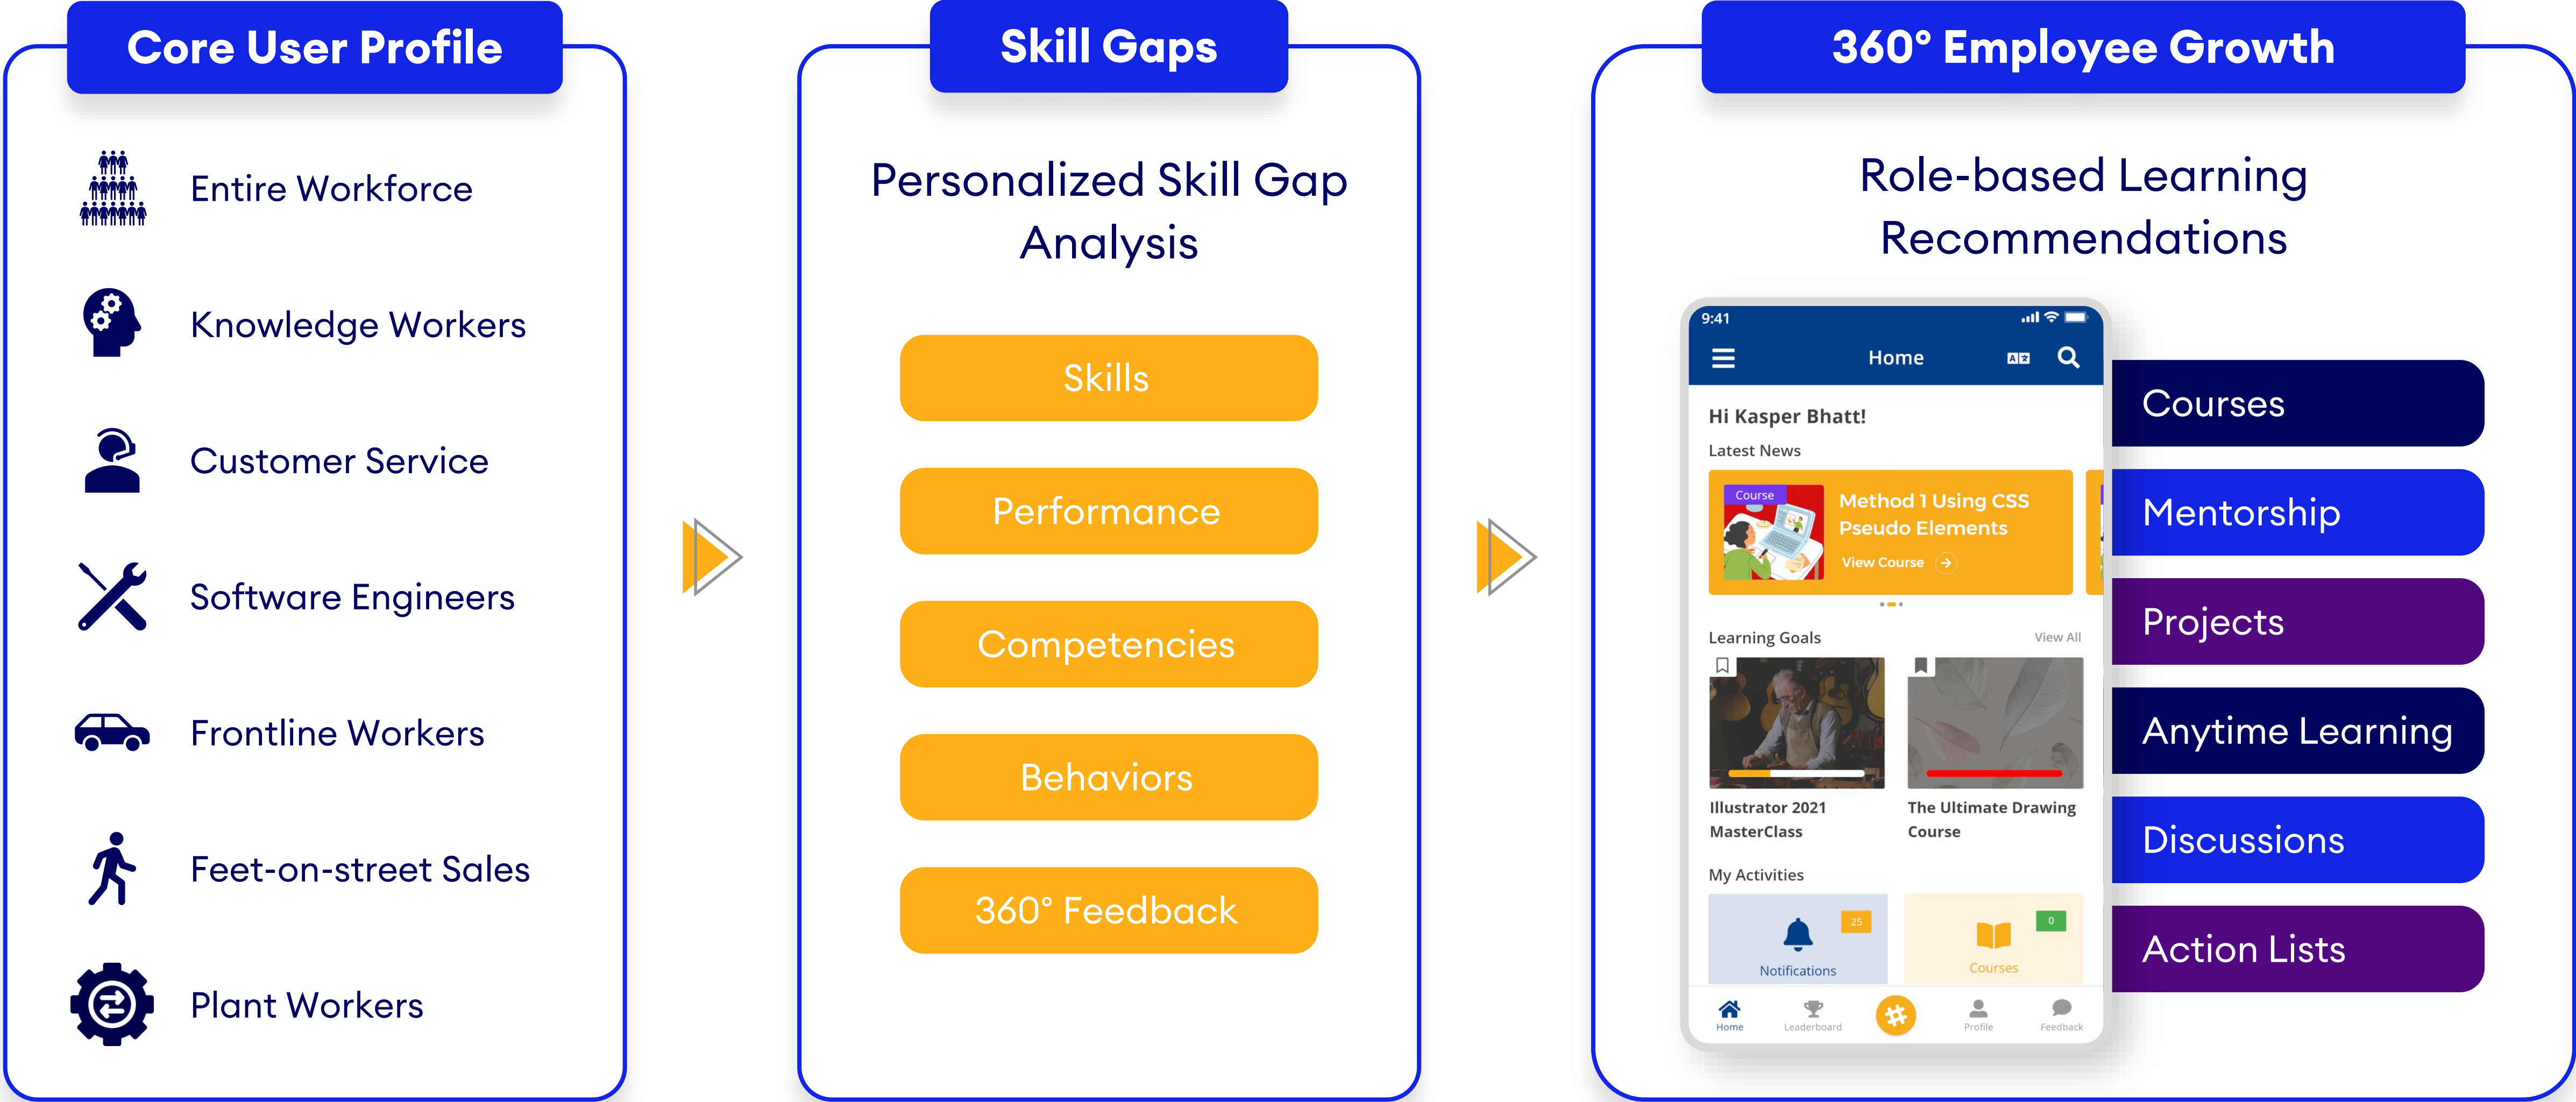 Core User Profile
Entire Workforce
Knowledge Workers
Customer Service
Software Engineers
Frontline Workers
Feet-on-street Sales
Plant Workers
Skill Gaps
Personalized Skill Gap
Analysis
Skills
Performance
Competencies
Behaviors
360° Feedback
360° Employee Growth
Role-based Learning
Recommendations
9:41
Home
Hi Kasper Bhatt!
Latest News
Course
Method 1 Using CSS
Pseudo Elements
View Course
Learning Goals
View All
Illustrator 2021
MasterClass
The Ultimate Drawing
Course
My Activities
25
Notifications
0
Courses
Home
Leaderboard
#
Profile
Feedback
Courses
Mentorship
Projects
Anytime Learning
Discussions
Action Lists